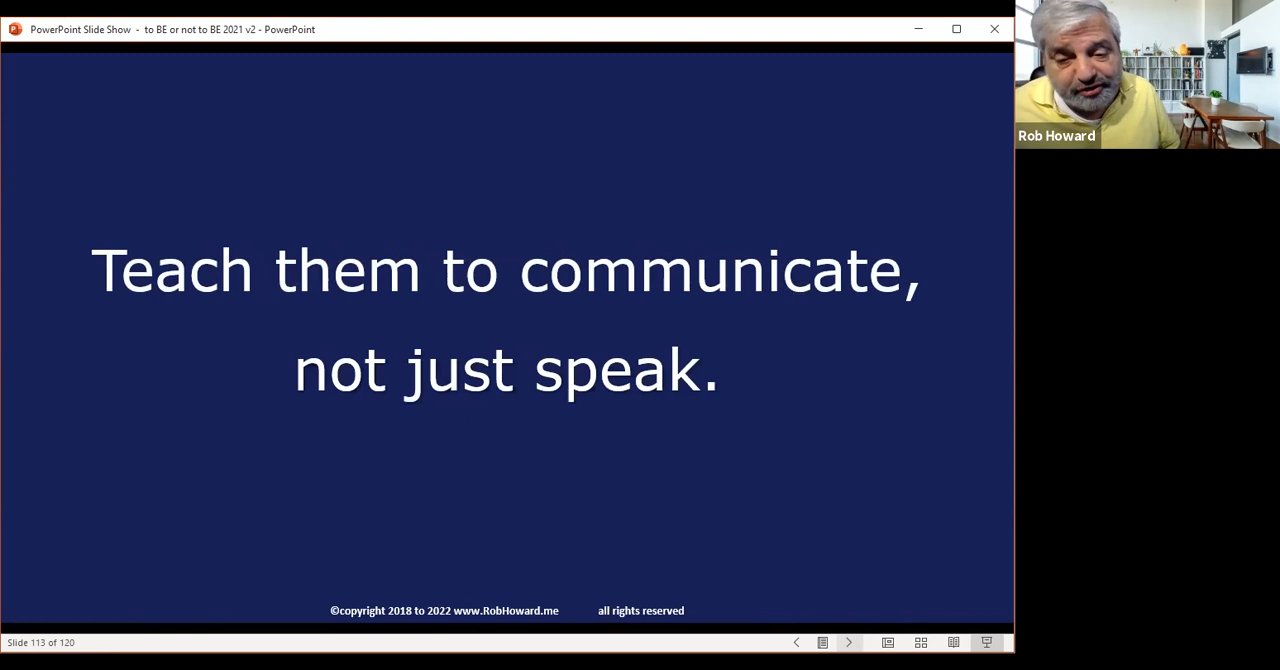 PowerPoint Slide Show - to BE or not to BE 2021 v2 - PowerPoint
Rob Howard
Teach them to communicate,
not just speak.
©copyright 2018 to 2022 www.RobHoward.me all rights reserved
Slide 113 of 120